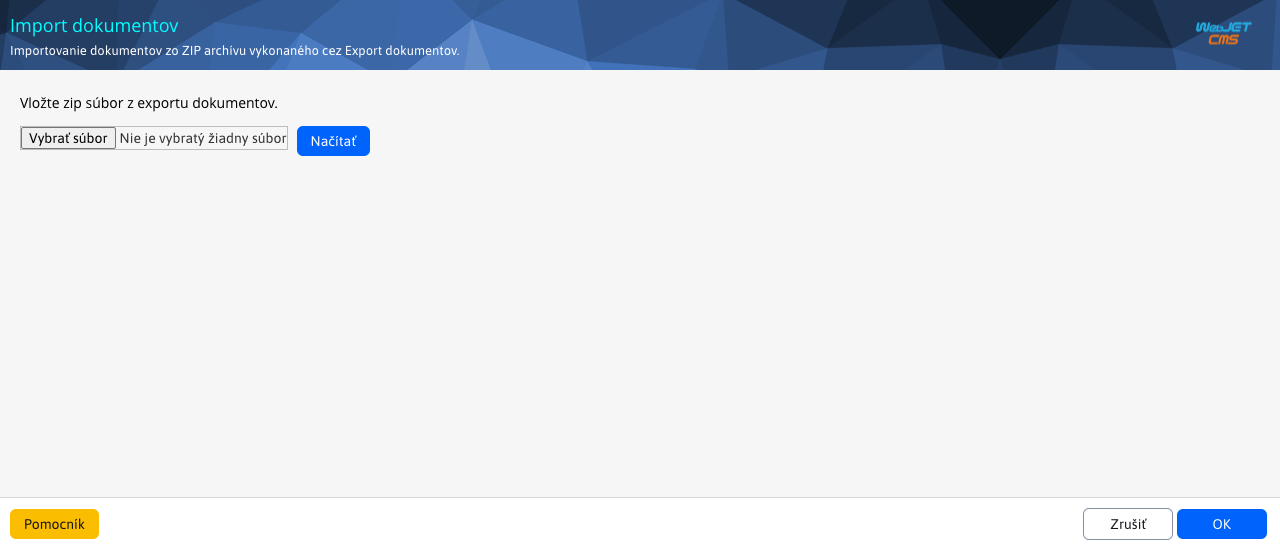 Import dokumentov
Importovanie dokumentov zo ZIP archívu vykonaného cez Export dokumentov.
WebJET
CMS
Vložte zip súbor z exportu dokumentov.
Vybrať súbor Nie je vybratý žiadny súbor Načítať
Pomocník Zrušiť OK